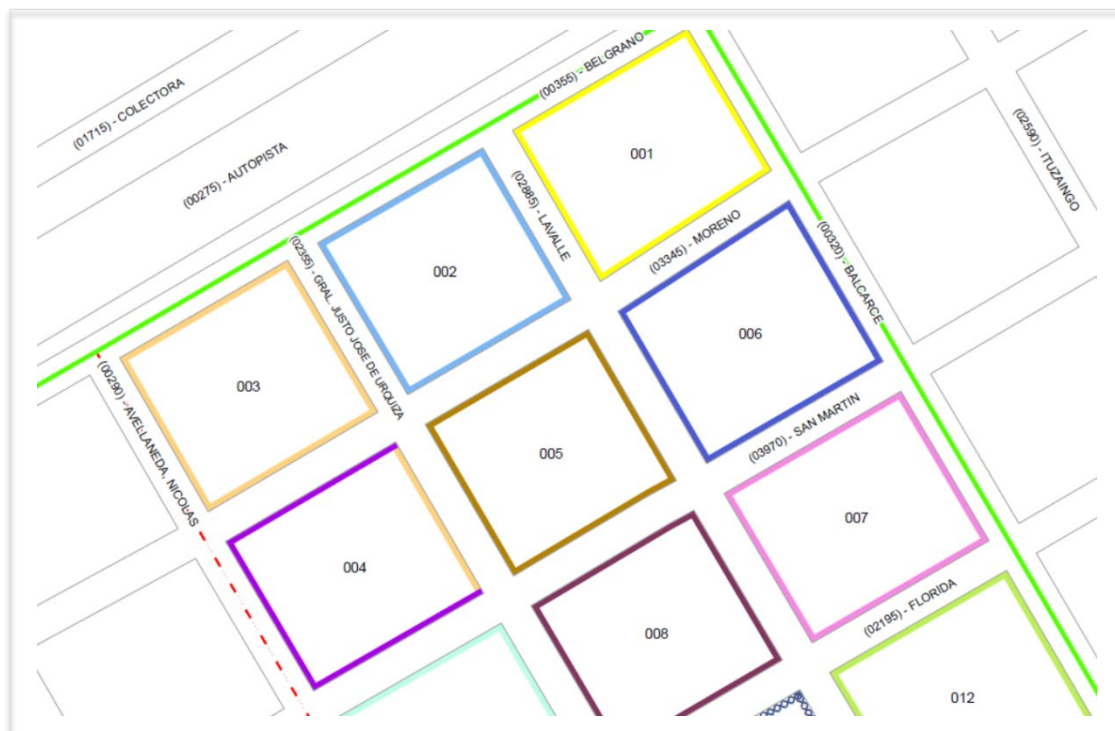 (01715) - COLECTORA
(00275) - AUTOPISTA
(00355) - BELGRANO
(02590) - ITUZAINGO
001
(02885) - LAVALLE
(03345) - MORENO
(00320) - BALCARCE
002
(02355) - GRAL. JUSTO JOSE DE URQUIZA
006
003
(00290) - AVELLANEDA, NICOLAS
005
(03970) - SAN MARTIN
007
004
(02195) - FLORIDA
008
012